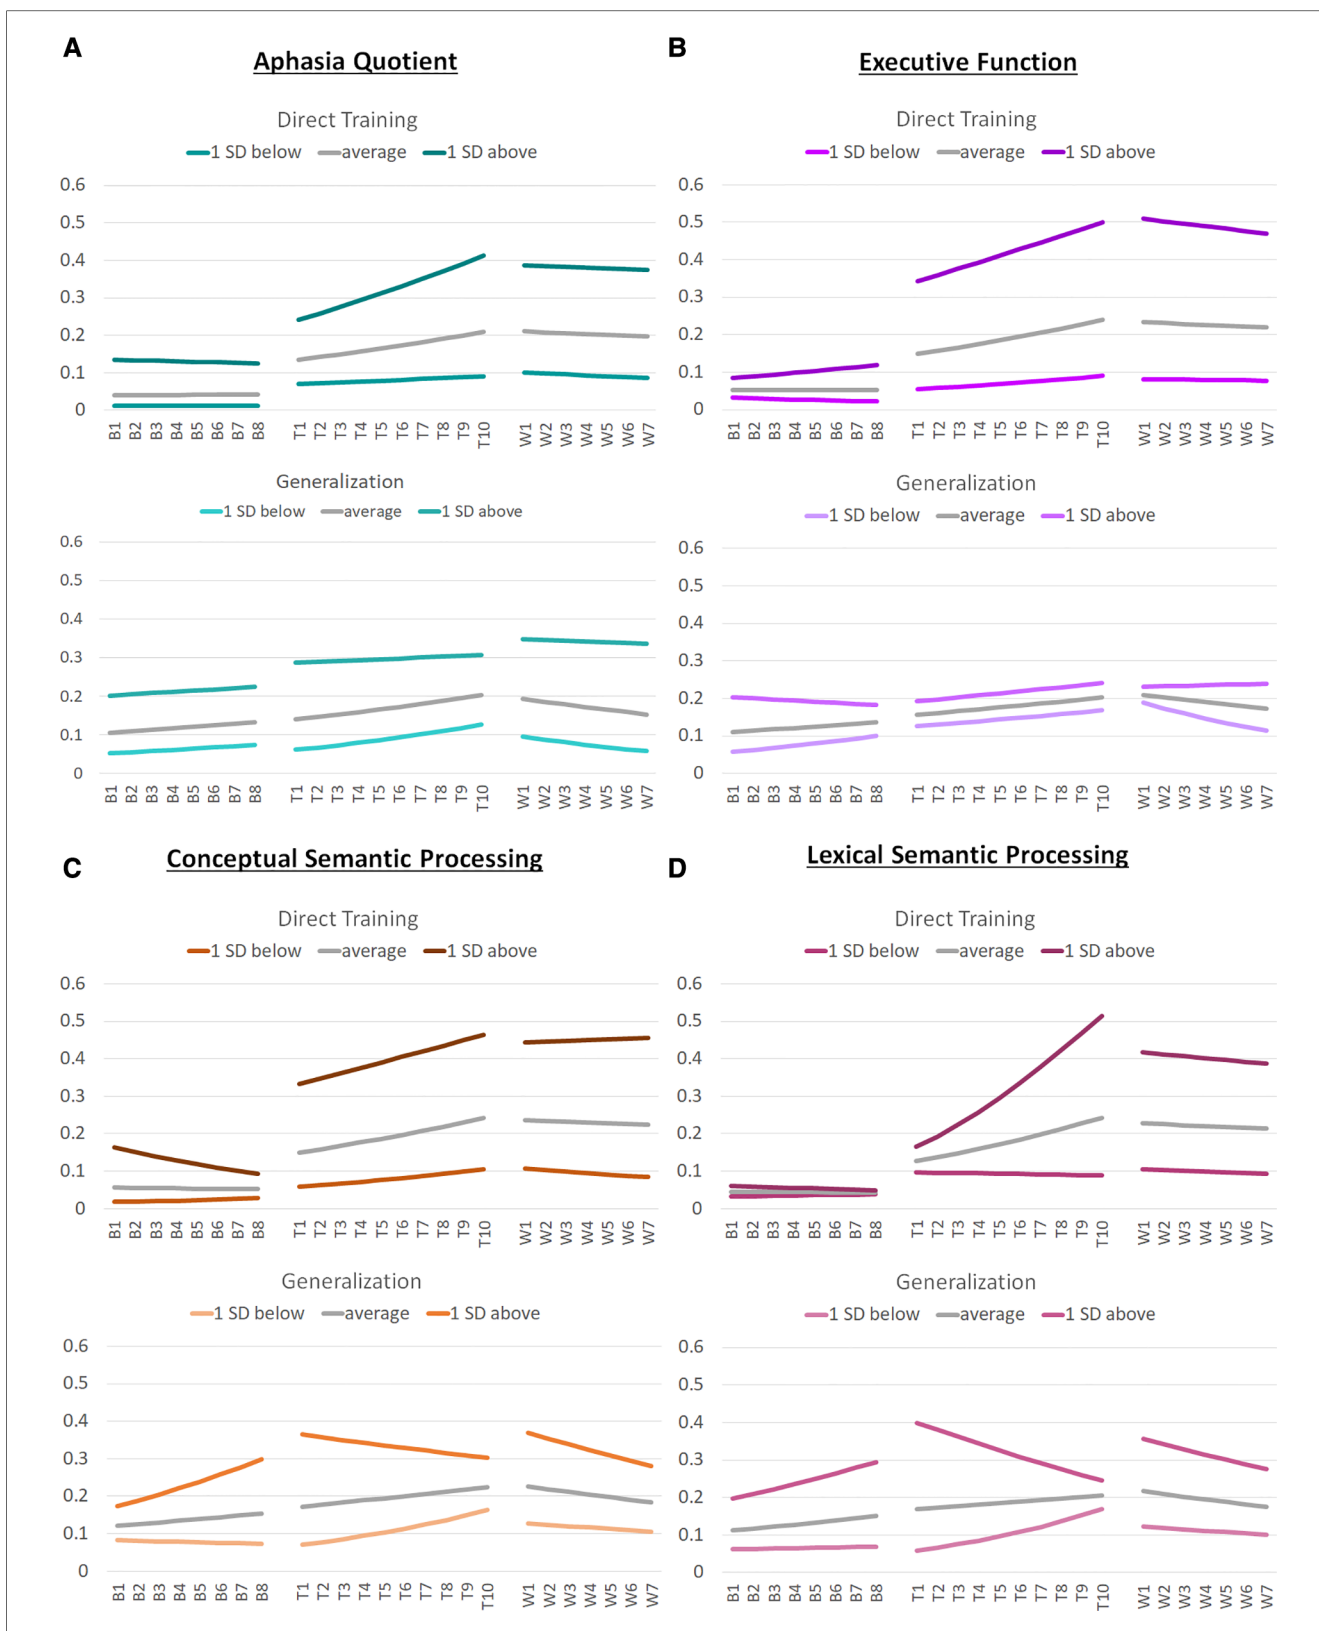 A
Aphasia Quotient
Direct Training
1 SD below average 1 SD above
0.6
0.5
0.4
0.3
0.2
0.1
0
B1 B2 B3 B4 B5 B6 B7 B8 T1 T2 T3 T4 T5 T6 T7 T8 T9 T10 W1 W2 W3 W4 W5 W6 W7
Generalization
1 SD below average 1 SD above
0.6
0.5
0.4
0.3
0.2
0.1
0
B1 B2 B3 B4 B5 B6 B7 B8 T1 T2 T3 T4 T5 T6 T7 T8 T9 T10 W1 W2 W3 W4 W5 W6 W7
B
Executive Function
Direct Training
1 SD below average 1 SD above
0.6
0.5
0.4
0.3
0.2
0.1
0
B1 B2 B3 B4 B5 B6 B7 B8 T1 T2 T3 T4 T5 T6 T7 T8 T9 T10 W1 W2 W3 W4 W5 W6 W7
Generalization
1 SD below average 1 SD above
0.6
0.5
0.4
0.3
0.2
0.1
0
B1 B2 B3 B4 B5 B6 B7 B8 T1 T2 T3 T4 T5 T6 T7 T8 T9 T10 W1 W2 W3 W4 W5 W6 W7
C
Conceptual Semantic Processing
Direct Training
1 SD below average 1 SD above
0.6
0.5
0.4
0.3
0.2
0.1
0
B1 B2 B3 B4 B5 B6 B7 B8 T1 T2 T3 T4 T5 T6 T7 T8 T9 T10 W1 W2 W3 W4 W5 W6 W7
Generalization
1 SD below average 1 SD above
0.6
0.5
0.4
0.3
0.2
0.1
0
B1 B2 B3 B4 B5 B6 B7 B8 T1 T2 T3 T4 T5 T6 T7 T8 T9 T10 W1 W2 W3 W4 W5 W6 W7
D
Lexical Semantic Processing
Direct Training
1 SD below average 1 SD above
0.6
0.5
0.4
0.3
0.2
0.1
0
B1 B2 B3 B4 B5 B6 B7 B8 T1 T2 T3 T4 T5 T6 T7 T8 T9 T10 W1 W2 W3 W4 W5 W6 W7
Generalization
1 SD below average 1 SD above
0.6
0.5
0.4
0.3
0.2
0.1
0
B1 B2 B3 B4 B5 B6 B7 B8 T1 T2 T3 T4 T5 T6 T7 T8 T9 T10 W1 W2 W3 W4 W5 W6 W7